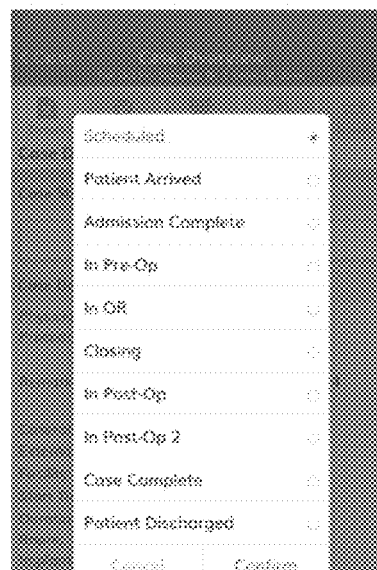 Scheduled
Patient Arrived
Admission Complete
In Pre-Op
In OR
Closing
In Post-Op
In Post-Op 2
Case Complete
Patient Discharged
Cancel Confirm